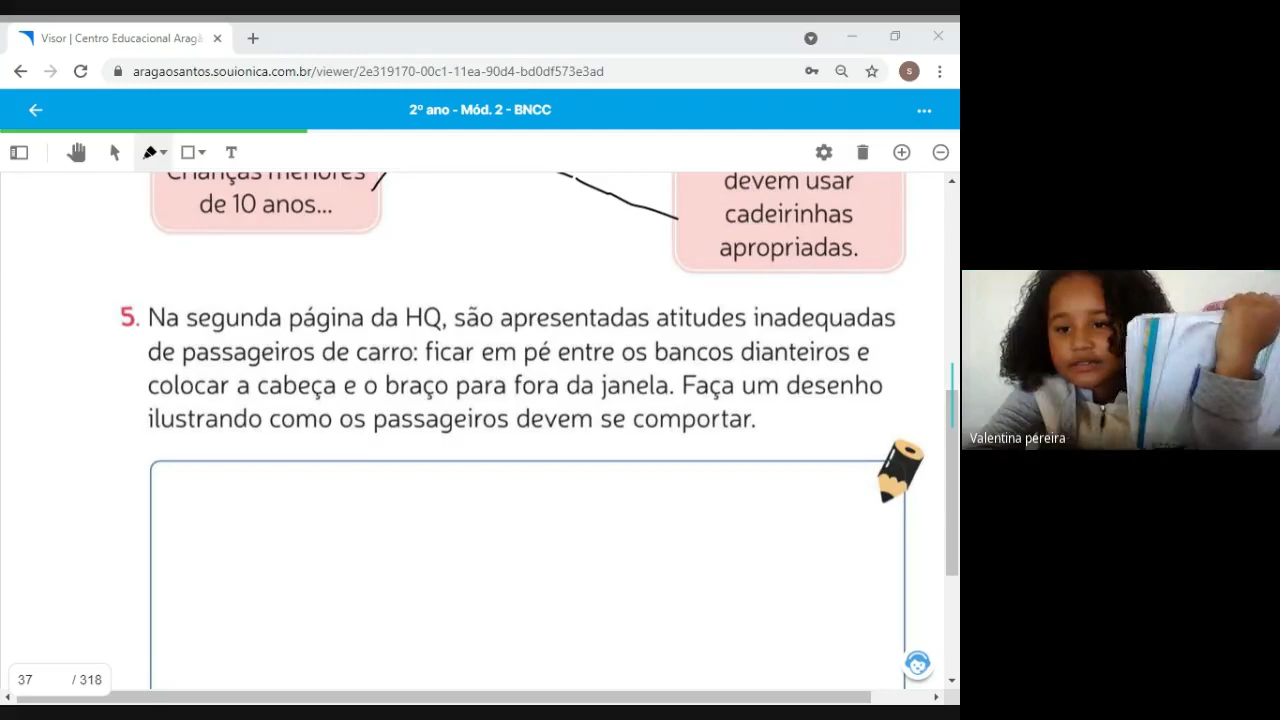 Visor | Centro Educacional Aragã
aragaosantos.souionica.com.br/viewer/2e319170-00c1-11ea-90d4-bd0df573e3ad
S
2º ano - Mód. 2 - BNCC
T
Crianças menores
de 10 anos...
devem usar
cadeirinhas
apropriadas.
5. Na segunda página da HQ, são apresentadas atitudes inadequadas
de passageiros de carro: ficar em pé entre os bancos dianteiros e
colocar a cabeça e o braço para fora da janela. Faça um desenho
ilustrando como os passageiros devem se comportar.
Valentina pereira
37 / 318